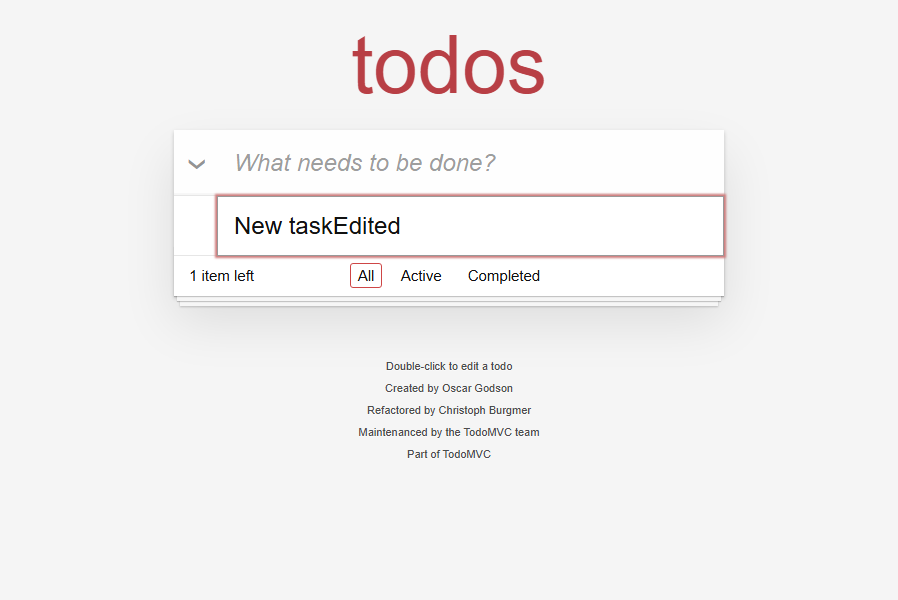 todos
What needs to be done?
New taskEdited
1 item left All Active Completed
Double-click to edit a todo
Created by Oscar Godson
Refactored by Christoph Burgmer
Maintenanced by the TodoMVC team
Part of TodoMVC